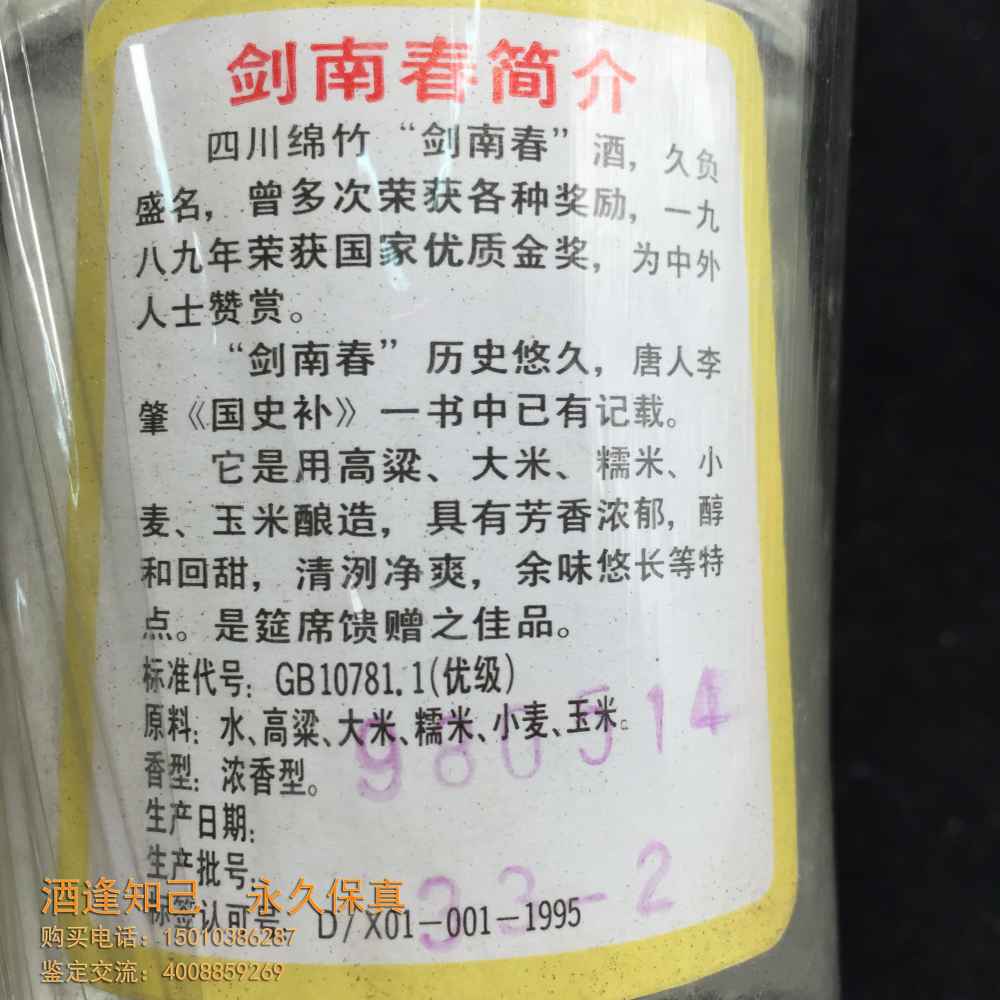 剑南春简介
四川绵竹“剑南春”酒，久负
盛名，曾多次荣获各种奖励，一九
八九年荣获国家优质金奖，为中外
人士赞赏。
“剑南春”历史悠久，唐人李
肇《国史补》一书中已有记载。
它是用高粱、大米、糯米、小
麦、玉米酿造，具有芳香浓郁，醇
和回甜，清洌净爽，余味悠长等特
点。是筵席馈赠之佳品。
标准代号：GB10781.1(优级)
原料：水、高粱、大米、糯米、小麦、玉米。
980514
香型：浓香型。
生产日期：
生产批号：
33-2
标签认可号 D/X01-001-1995
酒逢知己 永久保真
购买电话：15010386287
鉴定交流：4008859269